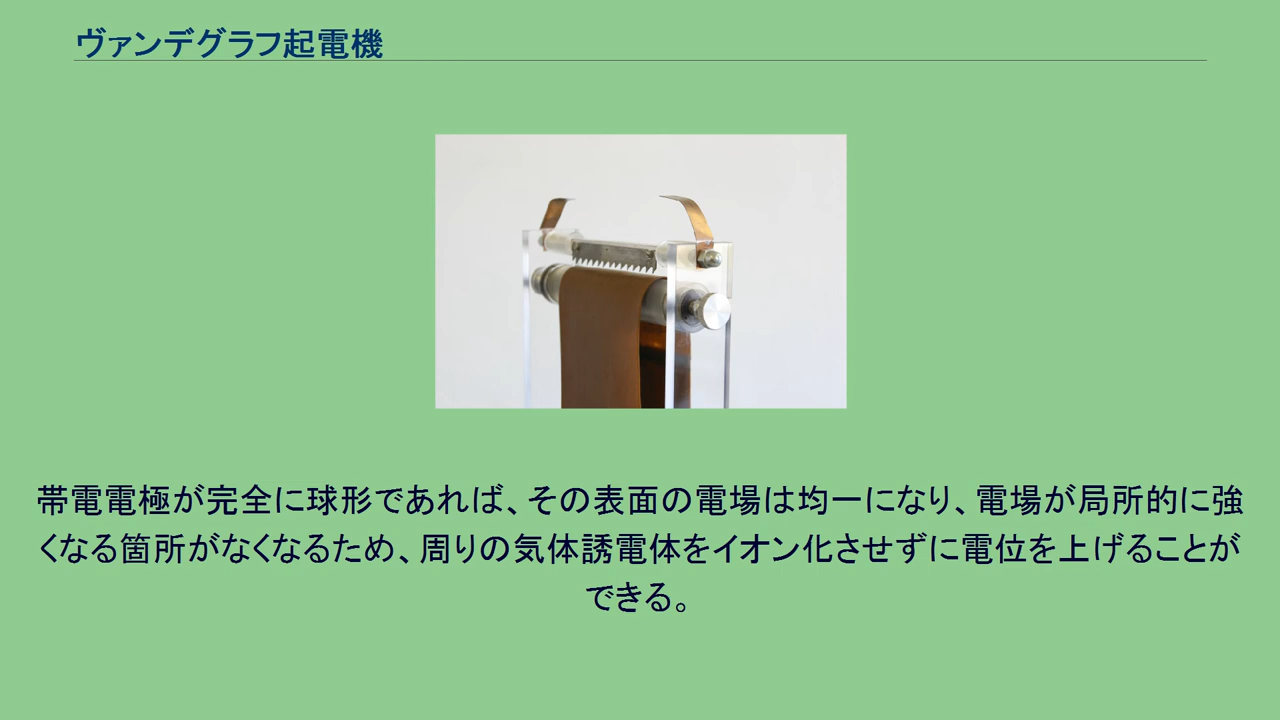 ヴァンデグラフ起電機
帯電電極が完全に球形であれば、その表面の電場は均一になり、電場が局所的に強
くなる箇所がなくなるため、周りの気体誘電体をイオン化させずに電位を上げることが
できる。